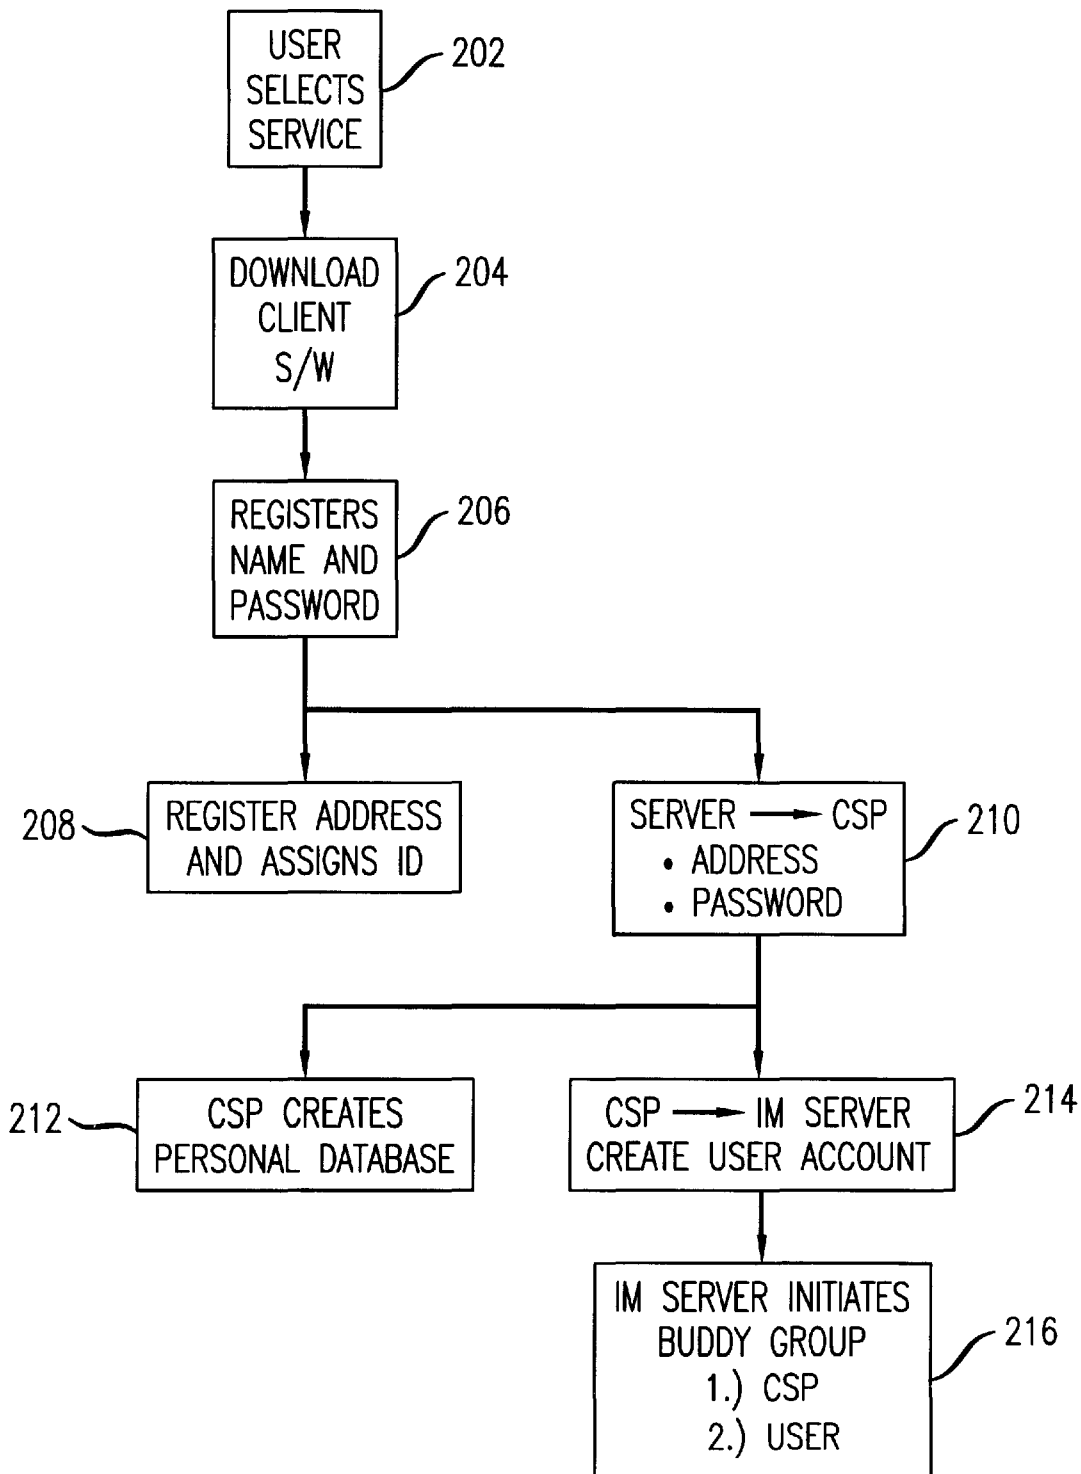 USER
SELECTS
SERVICE
202
DOWNLOAD
CLIENT
S/W
204
REGISTERS
NAME AND
PASSWORD
206
REGISTER ADDRESS
AND ASSIGNS ID
208
SERVER → CSP
• ADDRESS
• PASSWORD
210
CSP CREATES
PERSONAL DATABASE
212
CSP → IM SERVER
CREATE USER ACCOUNT
214
IM SERVER INITIATES
BUDDY GROUP
1.) CSP
2.) USER
216